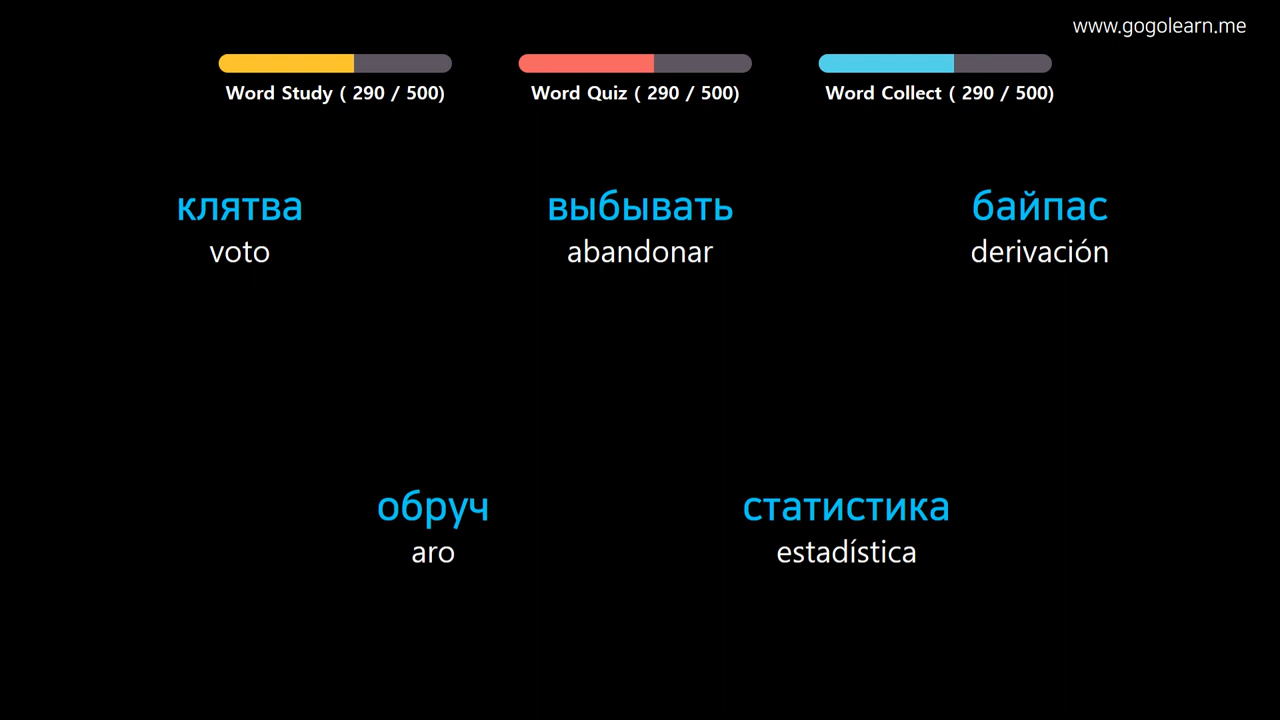 www.gogolearn.me
Word Study ( 290 / 500)
Word Quiz ( 290 / 500)
Word Collect ( 290 / 500)
клятва
voto
выбывать
abandonar
байпас
derivación
обруч
aro
статистика
estadística